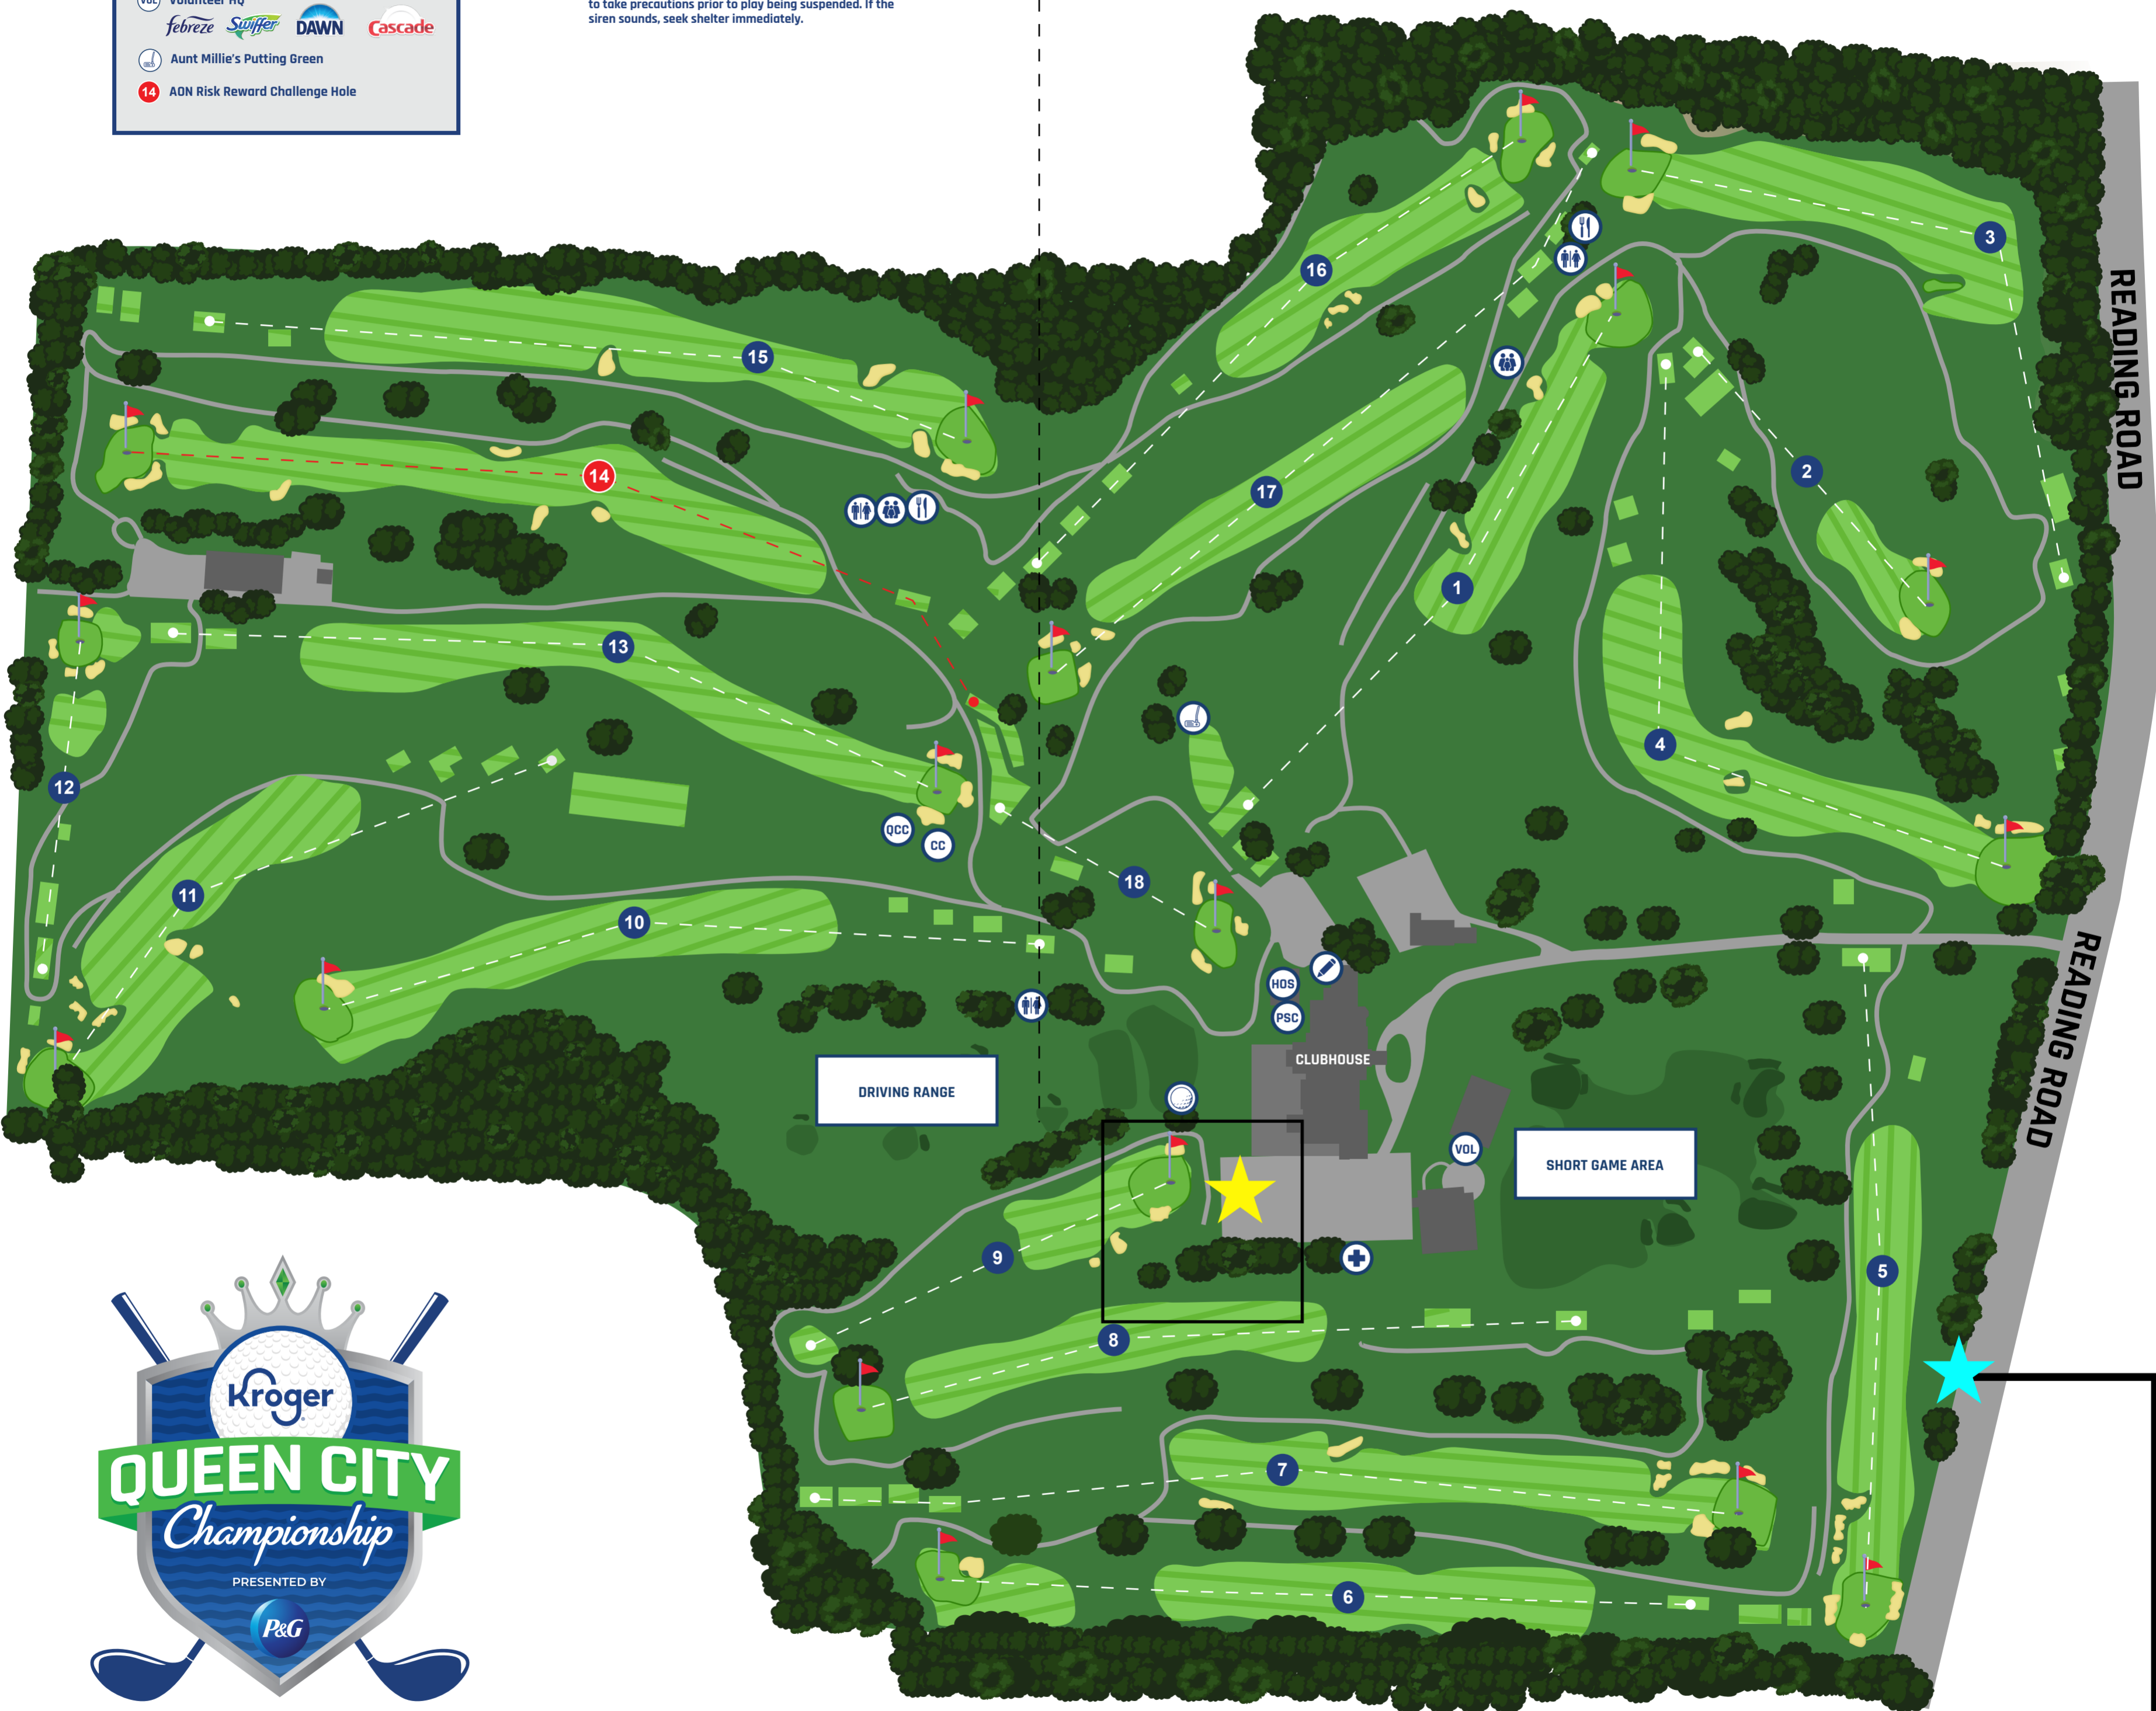 VOL Volunteer HQ
febreze Swiffer DAWN Cascade
Aunt Millie's Putting Green
14 AON Risk Reward Challenge Hole
to take precautions prior to play being suspended. If the
siren sounds, seek shelter immediately.
3
16
READING ROAD
15
2
14
17
1
13
4
12
18
11
10
QCC
CC
READING ROAD
HOS
PSC
CLUBHOUSE
DRIVING RANGE
VOL
SHORT GAME AREA
9
5
8
7
6
Kroger
QUEEN CITY
Championship
PRESENTED BY
P&G